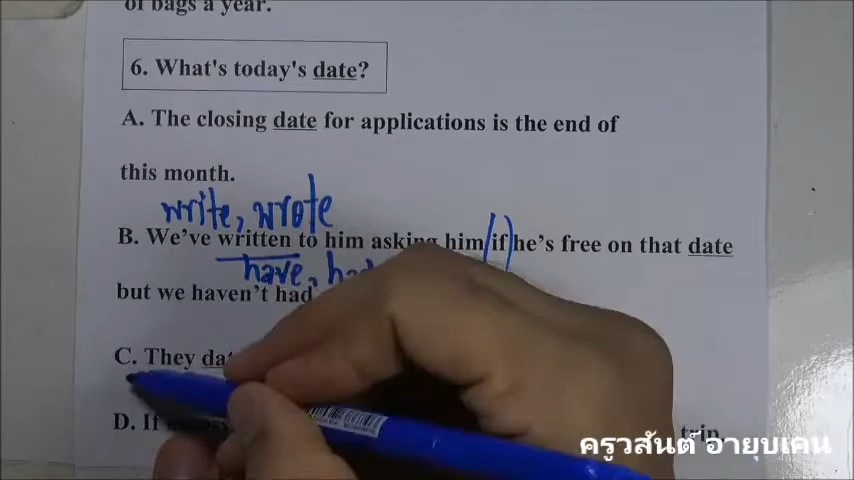 of bags a year.
6. What's today's date?
A. The closing date for applications is the end of
this month.
write, wrote
B. We've written to him asking him if he's free on that date
have, had
but we haven't had
C. They
D. If
trip.
ครูวสันต์ อายุบเคน